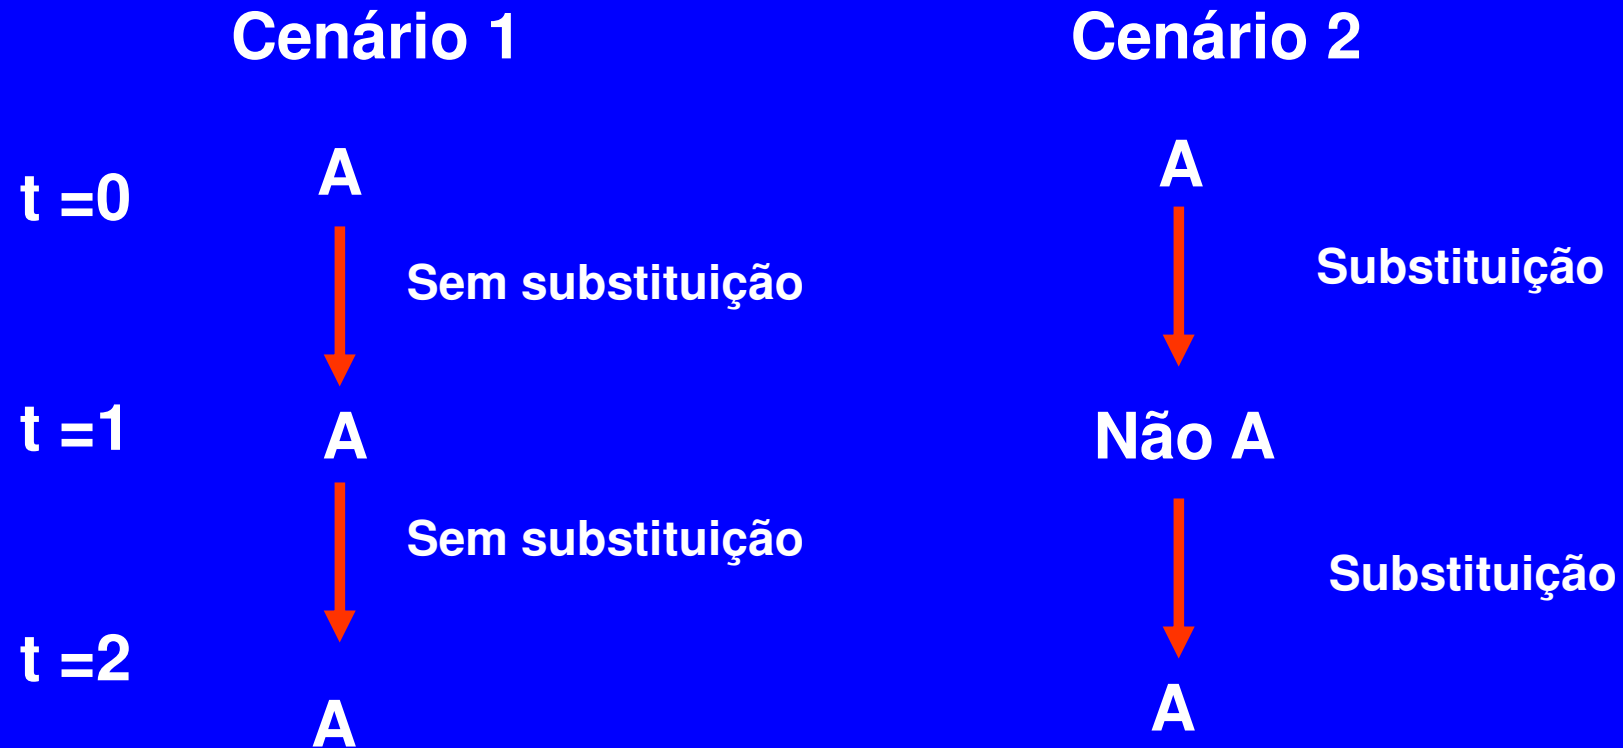 Cenário 1
Cenário 2
t =0
A
A
Sem substituição
Substituição
t =1
A
Não A
Sem substituição
Substituição
t =2
A
A